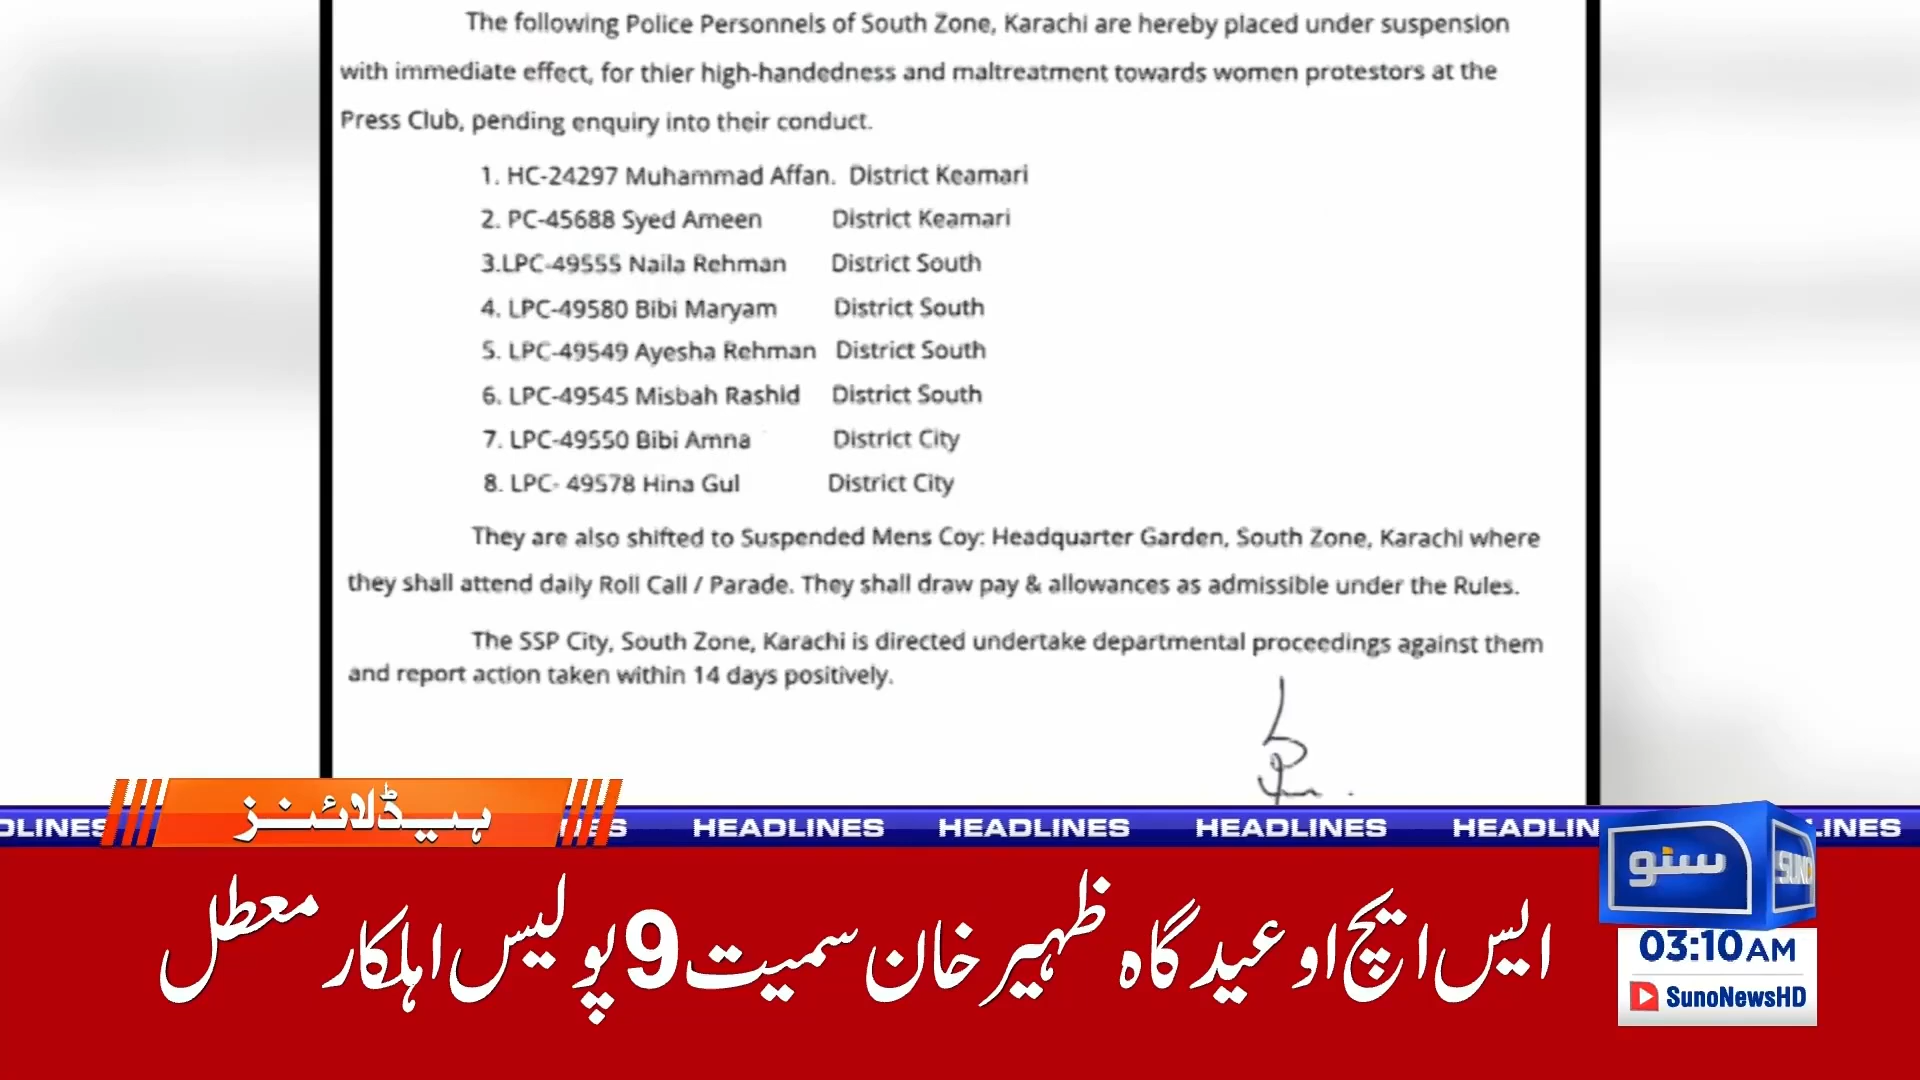 The following Police Personnels of South Zone, Karachi are hereby placed under suspension
with immediate effect, for thier high-handedness and maltreatment towards women protestors at the
Press Club, pending enquiry into their conduct.
1. HC-24297 Muhammad Affan. District Keamari
2. PC-45688 Syed Ameen District Keamari
3.LPC-49555 Naila Rehman District South
4. LPC-49580 Bibi Maryam District South
5. LPC-49549 Ayesha Rehman District South
6. LPC-49545 Misbah Rashid District South
7. LPC-49550 Bibi Amna District City
8. LPC- 49578 Hina Gul District City
They are also shifted to Suspended Mens Coy: Headquarter Garden, South Zone, Karachi where
they shall attend daily Roll Call / Parade. They shall draw pay & allowances as admissible under the Rules.
The SSP City, South Zone, Karachi is directed undertake departmental proceedings against them
and report action taken within 14 days positively.
ہیڈلائنز
DLINES HEADLINES HEADLINES HEADLINES HEADLIN LINES
سنو SUNO
ایس ایچ او عیدگاہ ظہیر خان سمیت 9 پولیس اہلکار معطل
03:10 AM
SunoNewsHD